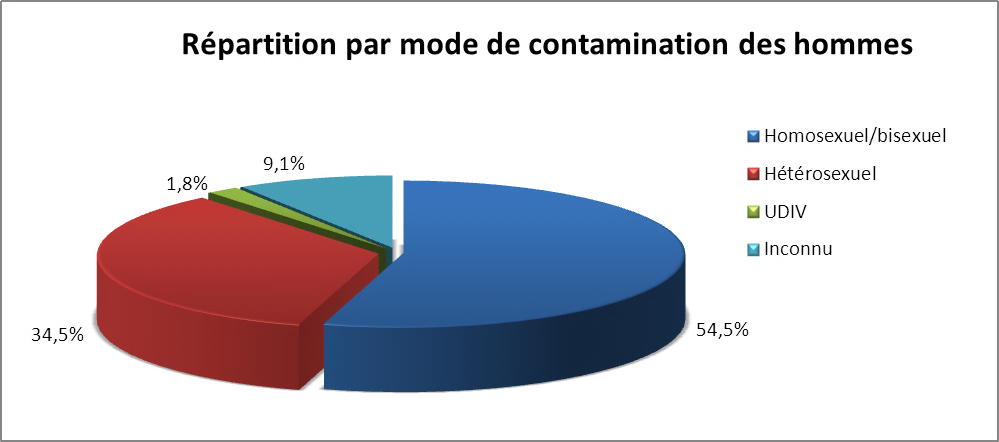 Répartition par mode de contamination des hommes
Homosexuel/bisexuel
Hétérosexuel
UDIV
Inconnu
9,1%
1,8%
34,5%
54,5%